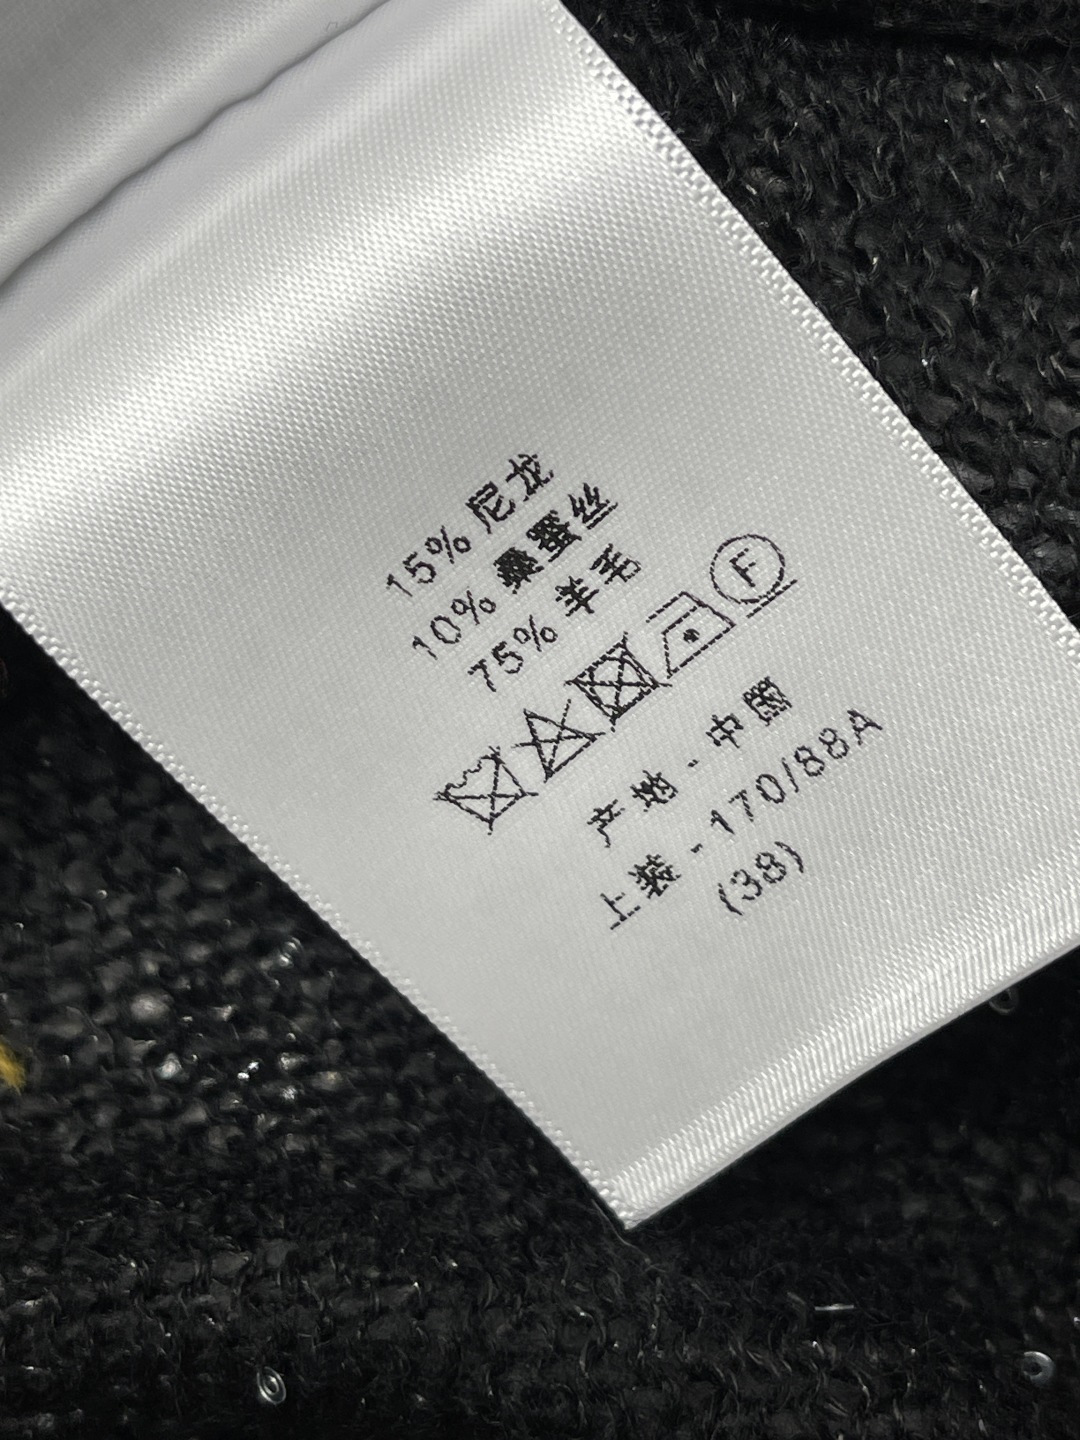 15% 尼龙
10% 桑蚕丝
75% 羊毛
F
产地 - 中国
上装 - 170/88A
(38)